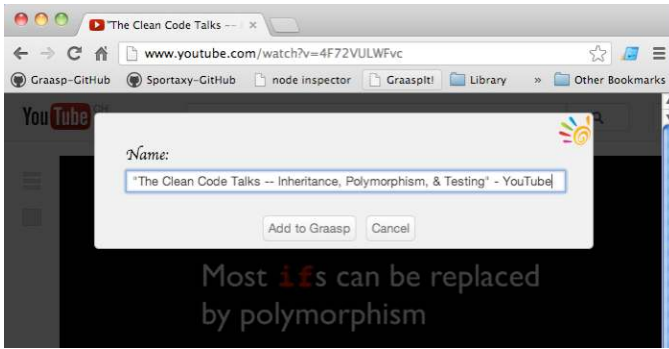 "The Clean Code Talks --
www.youtube.com/watch?v=4F72VULWFvc
Graasp-GitHub Sportaxy-GitHub node inspector GraaspIt! Library » Other Bookmarks
YouTube CH
Name:
"The Clean Code Talks -- Inheritance, Polymorphism, & Testing" - YouTube
Add to Graasp Cancel
Most ifs can be replaced
by polymorphism